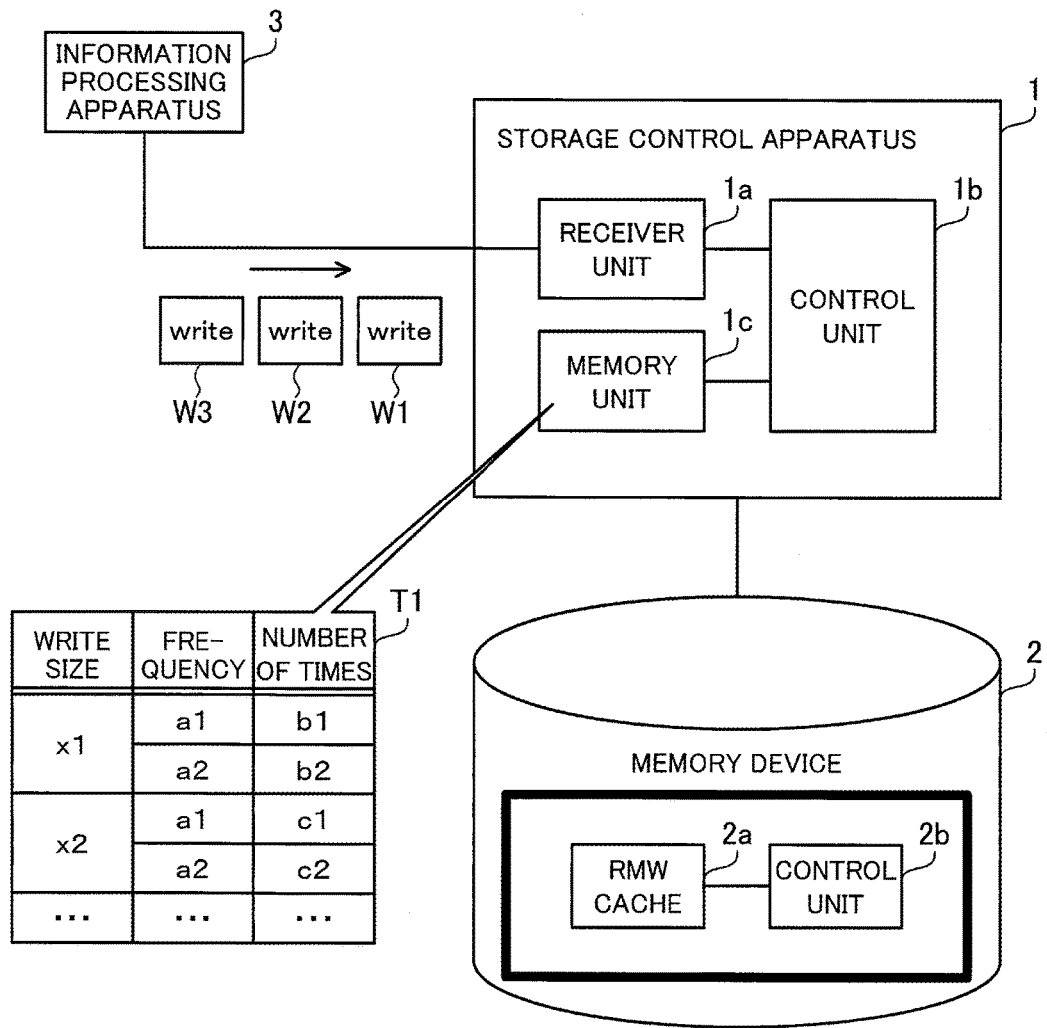 3
INFORMATION
PROCESSING
APPARATUS
1
STORAGE CONTROL APPARATUS
1a
RECEIVER
UNIT
1b
CONTROL
UNIT
1c
MEMORY
UNIT
write
write
write
W3
W2
W1
T1
WRITE
SIZE
FRE-
QUENCY
NUMBER
OF TIMES
x1
a1
b1
a2
b2
x2
a1
c1
a2
c2
...
...
...
2
MEMORY DEVICE
2a
RMW
CACHE
2b
CONTROL
UNIT